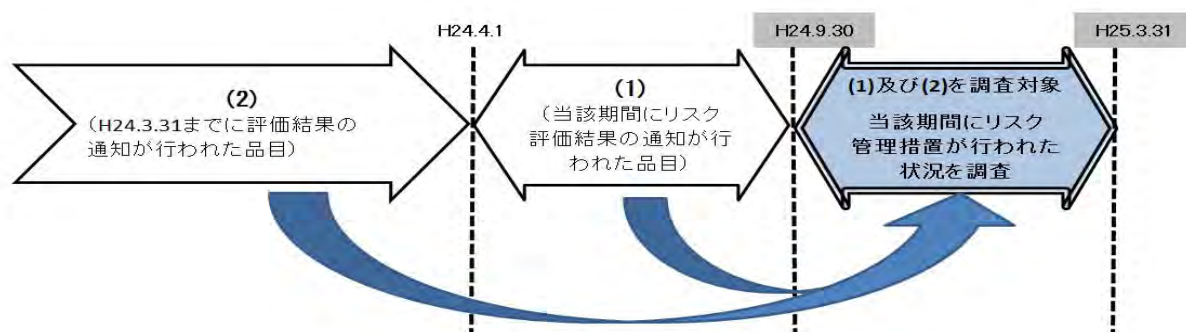 H24.4.1
H24.9.30
H25.3.31
(2)
（H24.3.31までに評価結果の
通知が行われた品目）
(1)
（当該期間にリスク
評価結果の通知が行
われた品目）
(1)及び(2)を調査対象
当該期間にリスク
管理措置が行われた
状況を調査